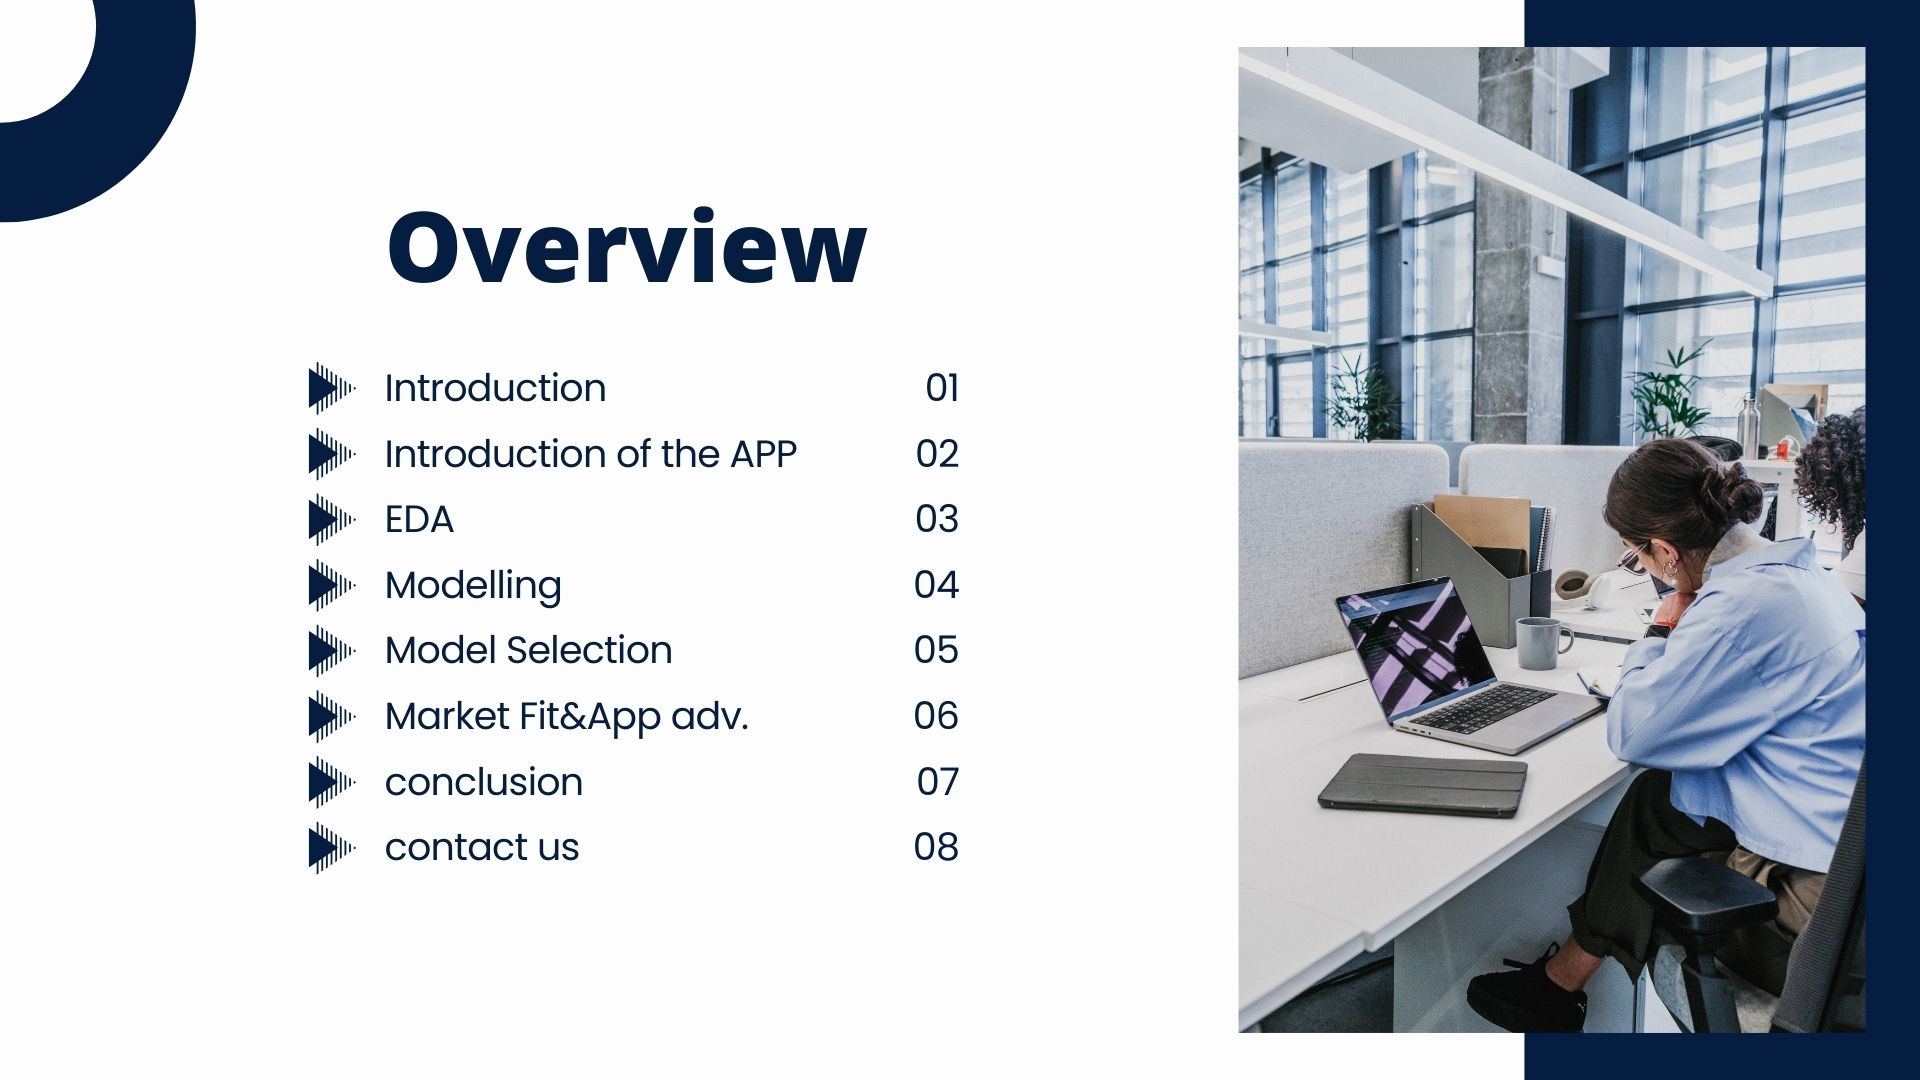 Overview
Introduction 01
Introduction of the APP 02
EDA 03
Modelling 04
Model Selection 05
Market Fit&App adv. 06
conclusion 07
contact us 08